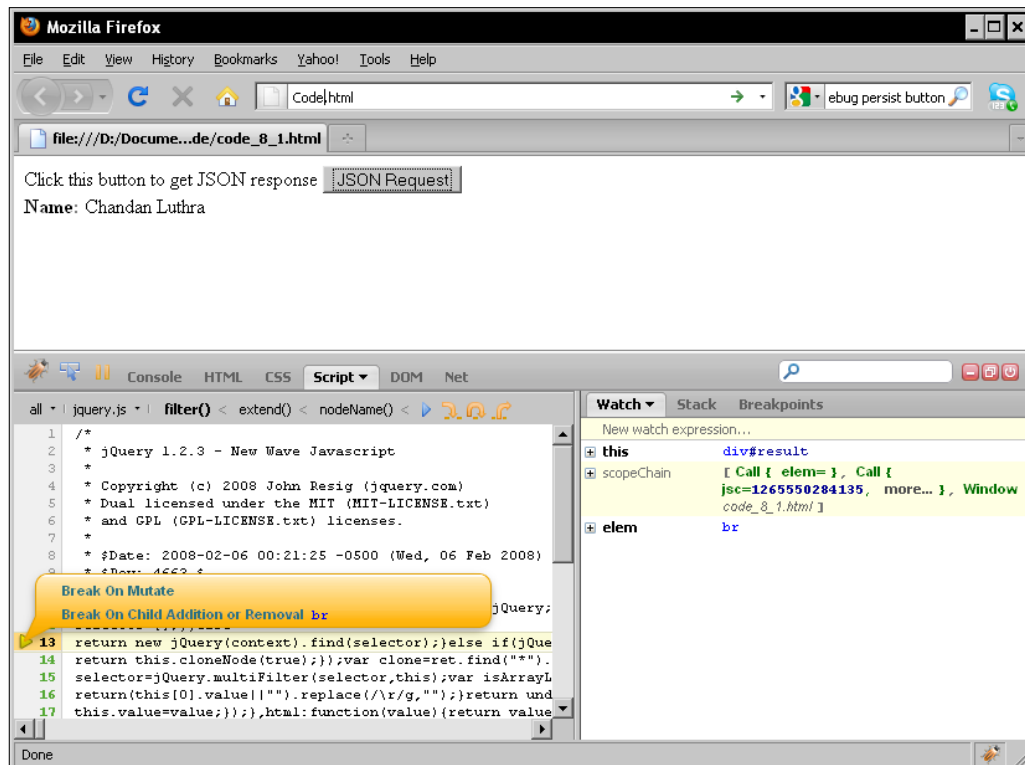 Mozilla Firefox
File Edit View History Bookmarks Yahoo! Tools Help
Code.html
ebug persist button
123
file:///D:/Docume...de/code_8_1.html
Click this button to get JSON response JSON Request
Name: Chandan Luthra
Console HTML CSS Script DOM Net
all jquery.js filter() < extend() < nodeName() <
Watch Stack Breakpoints
New watch expression...
this div#result
scopeChain [ Call { elem= }, Call {
jsc=1265550284135, more... }, Window
code_8_1.html ]
elem br
1 /*
2 * jQuery 1.2.3 - New Wave Javascript
3 *
4 * Copyright (c) 2008 John Resig (jquery.com)
5 * Dual licensed under the MIT (MIT-LICENSE.txt)
6 * and GPL (GPL-LICENSE.txt) licenses.
7 *
8 * $Date: 2008-02-06 00:21:25 -0500 (Wed, 06 Feb 2008)
Break On Mutate
Break On Child Addition or Removal br
jQuery;
13 return new jQuery(context).find(selector);}else if(jQue
14 return this.cloneNode(true);});var clone=ret.find("*").
15 selector=jQuery.multiFilter(selector,this);var isArrayL
16 return(this[0].value||"").replace(/\r/g,"");}return und
17 this.value=value;});},html:function(value){return value
Done